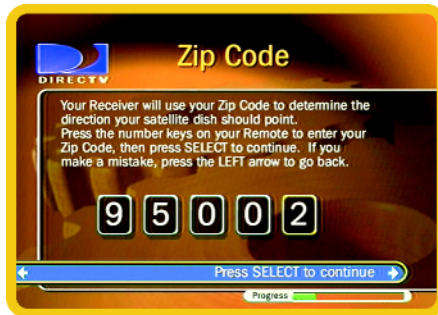 DIRECTV
Zip Code
Your Receiver will use your Zip Code to determine the
direction your satellite dish should point.
Press the number keys on your Remote to enter your
Zip Code, then press SELECT to continue. If you
make a mistake, press the LEFT arrow to go back.
9 5 0 0 2
Press SELECT to continue
Progress